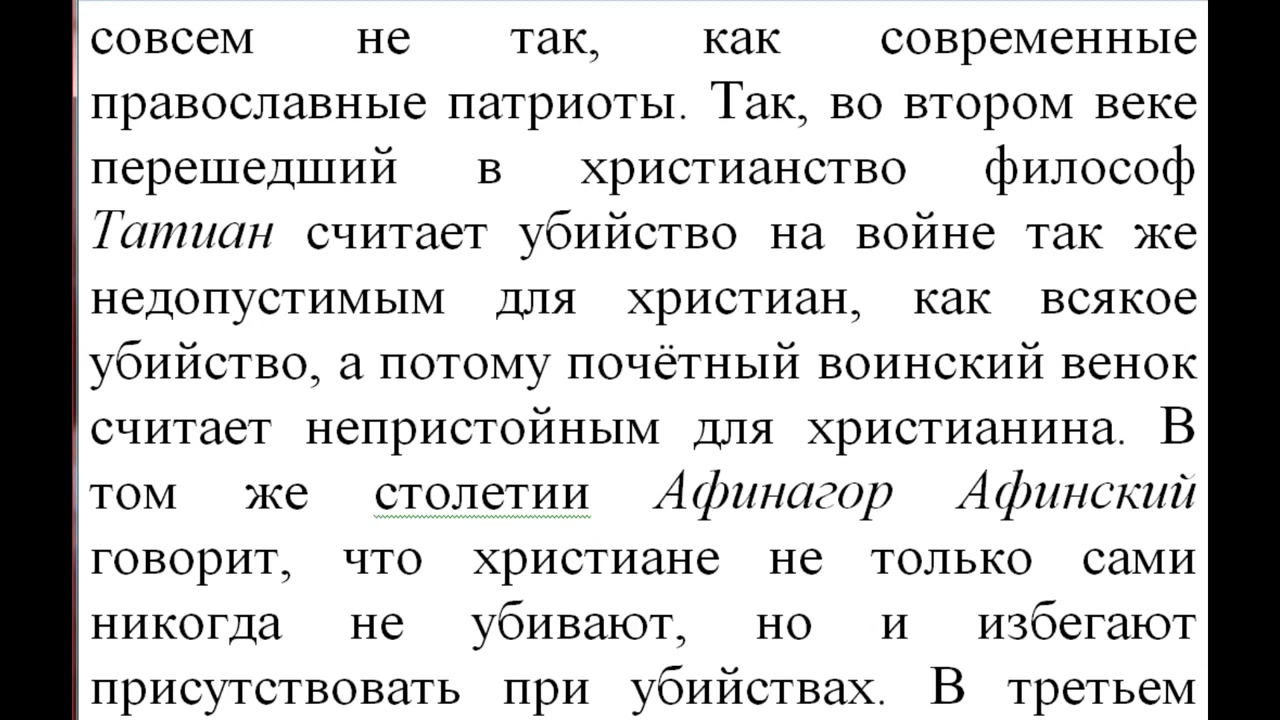 совсем не так, как современные
православные патриоты. Так, во втором веке
перешедший в христианство философ
Татиан считает убийство на войне так же
недопустимым для христиан, как всякое
убийство, а потому почётный воинский венок
считает непристойным для христианина. В
том же столетии Афинагор Афинский
говорит, что христиане не только сами
никогда не убивают, но и избегают
присутствовать при убийствах. В третьем